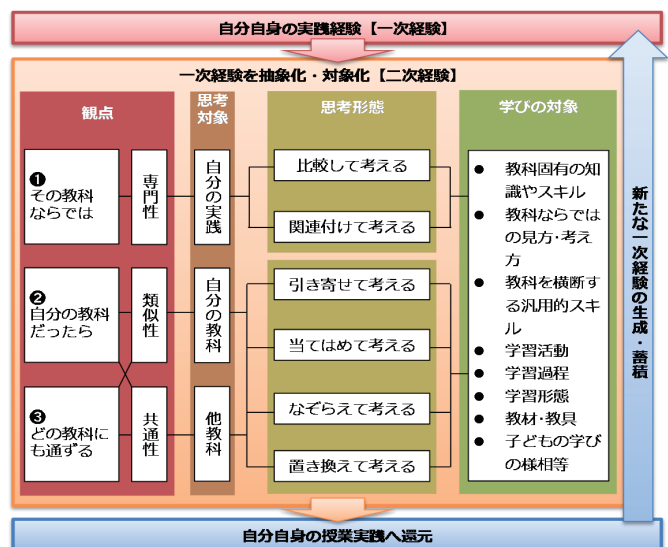 自分自身の実践経験【一次経験】
一次経験を抽象化・対象化【二次経験】
観点
思考
対象
思考形態
学びの対象
❶
その教科
ならでは
専門性
自分の実践
比較して考える
関連付けて考える
❷
自分の教科
だったら
類似性
自分の教科
引き寄せて考える
当てはめて考える
❸
どの教科に
も通ずる
共通性
他教科
なぞらえて考える
置き換えて考える
● 教科固有の知
識やスキル
● 教科ならでは
の見方・考え
方
● 教科を横断す
る汎用的スキ
ル
● 学習活動
● 学習過程
● 学習形態
● 教材・教具
● 子どもの学び
の様相等
新たな一次経験の生成・蓄積
自分自身の授業実践へ還元